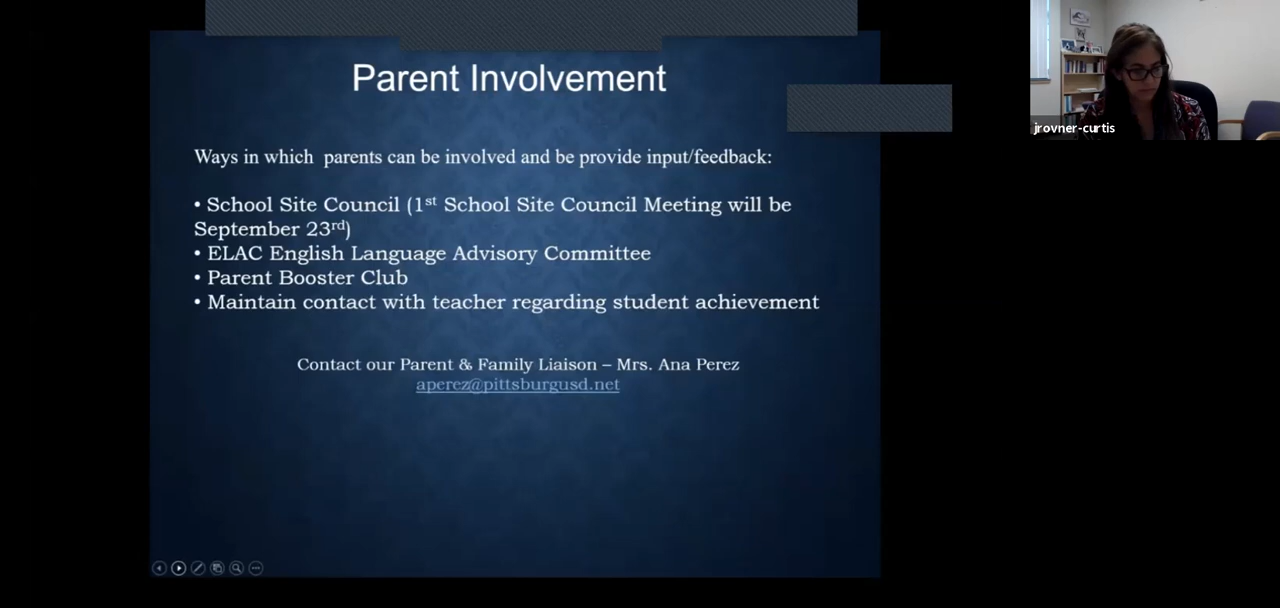 Parent Involvement
Ways in which parents can be involved and be provide input/feedback:
• School Site Council (1st School Site Council Meeting will be
September 23rd)
• ELAC English Language Advisory Committee
• Parent Booster Club
• Maintain contact with teacher regarding student achievement
Contact our Parent & Family Liaison – Mrs. Ana Perez
aperez@pittsburgusd.net
jrovner-curtis